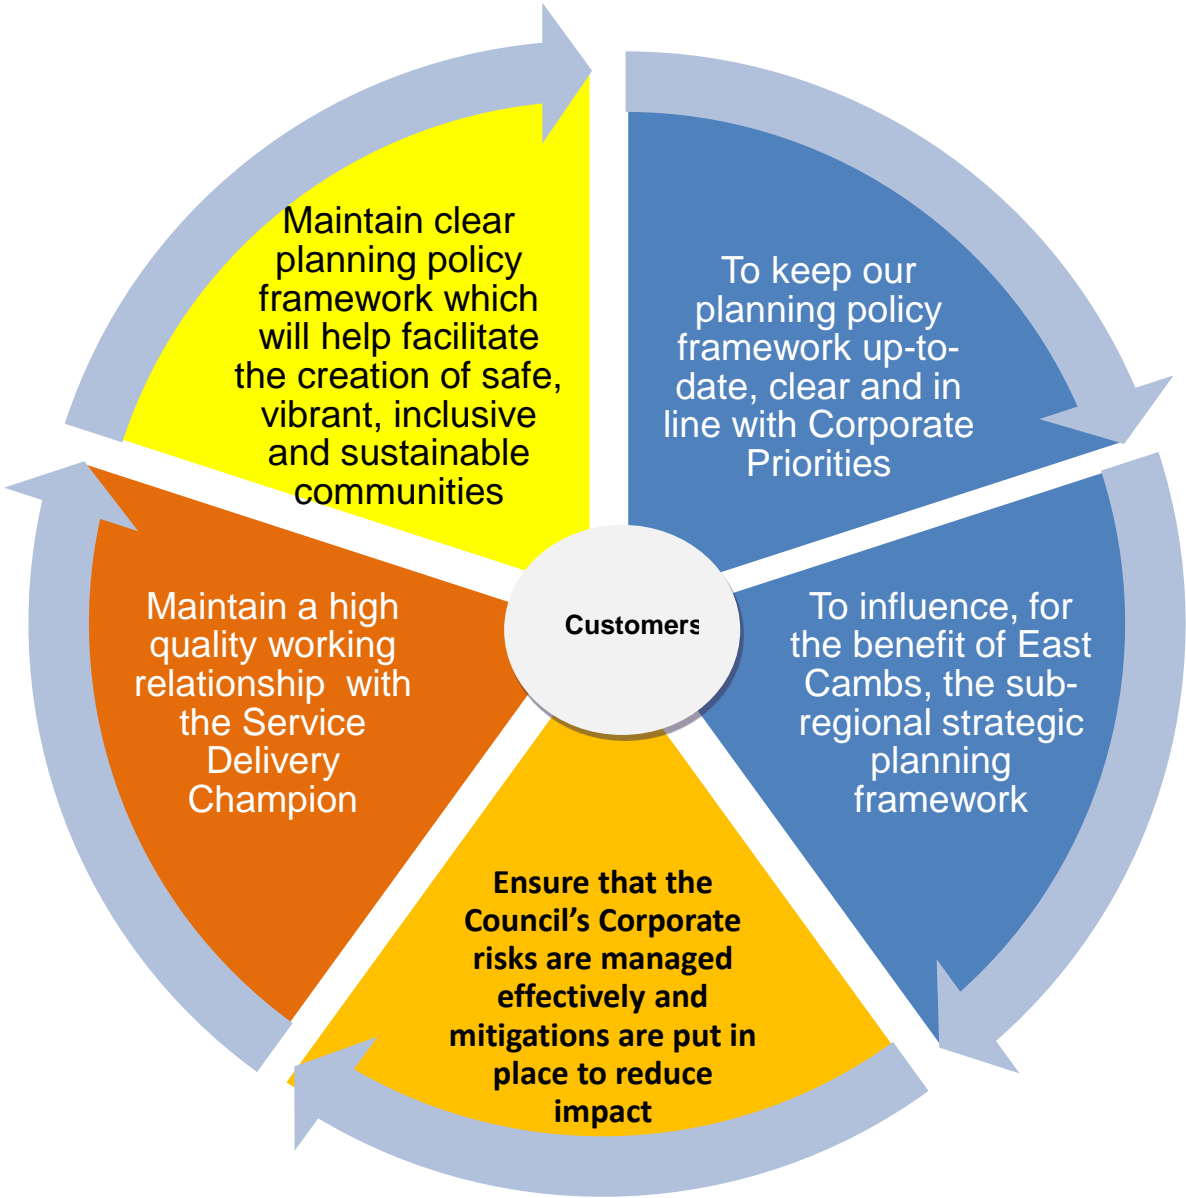 Maintain clear
planning policy
framework which
will help facilitate
the creation of safe,
vibrant, inclusive
and sustainable
communities
To keep our
planning policy
framework up-to-
date, clear and in
line with Corporate
Priorities
To influence, for
the benefit of East
Cambs, the sub-
regional strategic
planning
framework
Ensure that the
Council’s Corporate
risks are managed
effectively and
mitigations are put in
place to reduce
impact
Maintain a high
quality working
relationship  with
the Service
Delivery
Champion
Customers